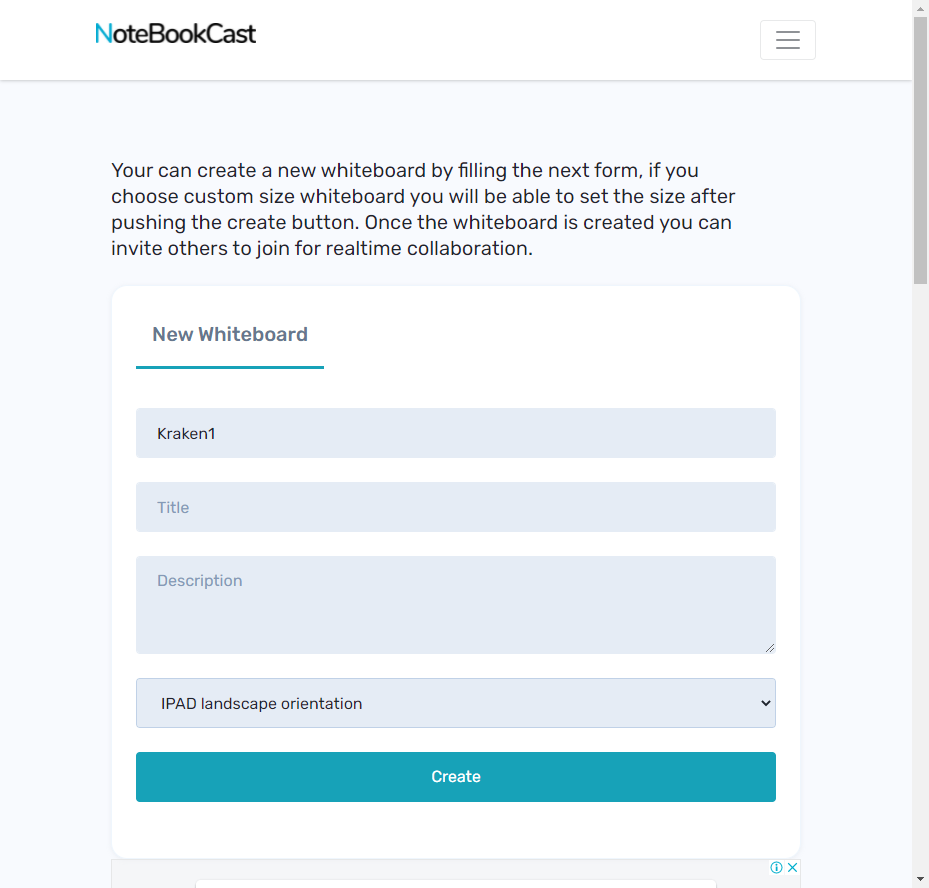 NoteBookCast
Your can create a new whiteboard by filling the next form, if you
choose custom size whiteboard you will be able to set the size after
pushing the create button. Once the whiteboard is created you can
invite others to join for realtime collaboration.
New Whiteboard
Kraken1
Title
Description
IPAD landscape orientation
Create